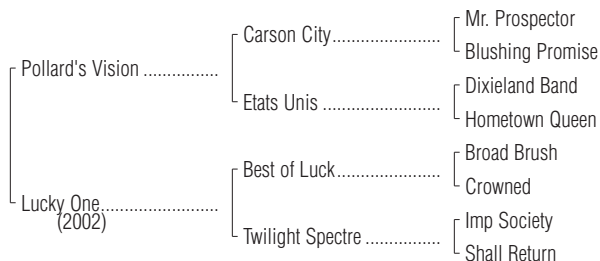 Mr. Prospector
Carson City........................
Blushing Promise
Pollard's Vision ................
Dixieland Band
Etats Unis .........................
Hometown Queen
Broad Brush
Best of Luck.......................
Crowned
Lucky One.........................
(2002)
Imp Society
Twilight Spectre ................
Shall Return